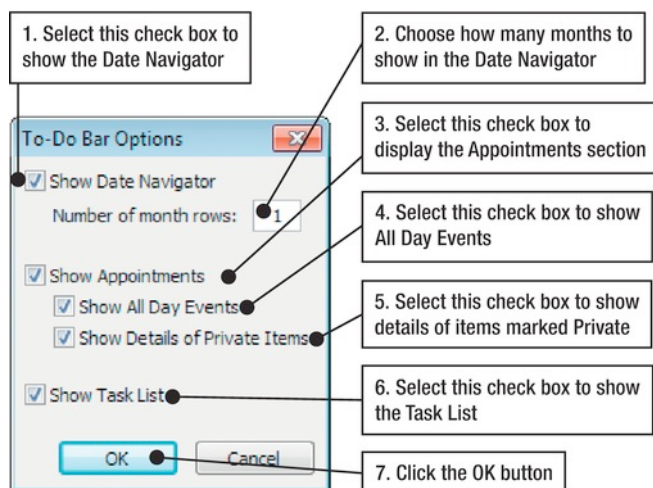 1. Select this check box to
show the Date Navigator
2. Choose how many months to
show in the Date Navigator
To-Do Bar Options
3. Select this check box to
display the Appointments section
Show Date Navigator
Number of month rows: 1
4. Select this check box to show
All Day Events
Show Appointments
Show All Day Events
5. Select this check box to show
details of items marked Private
Show Details of Private Items
Show Task List
6. Select this check box to show
the Task List
OK
Cancel
7. Click the OK button